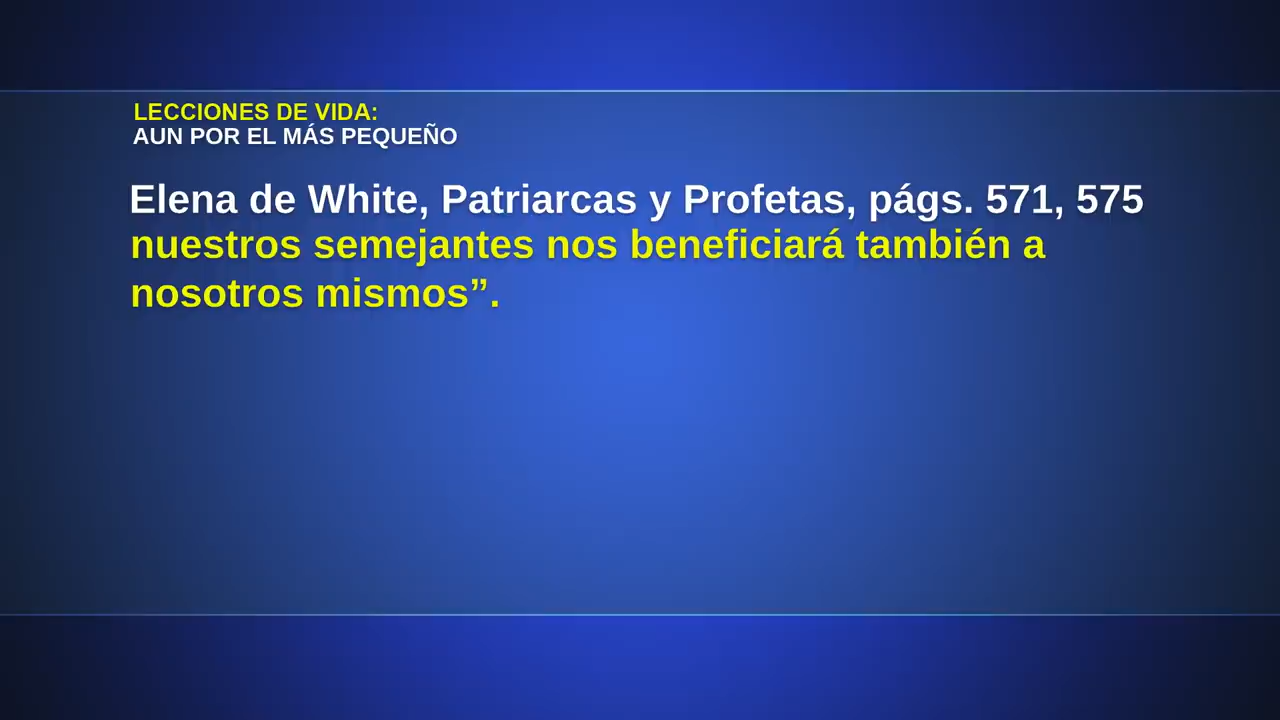 LECCIONES DE VIDA:
AUN POR EL MÁS PEQUEÑO
Elena de White, Patriarcas y Profetas, págs. 571, 575
nuestros semejantes nos beneficiará también a
nosotros mismos”.